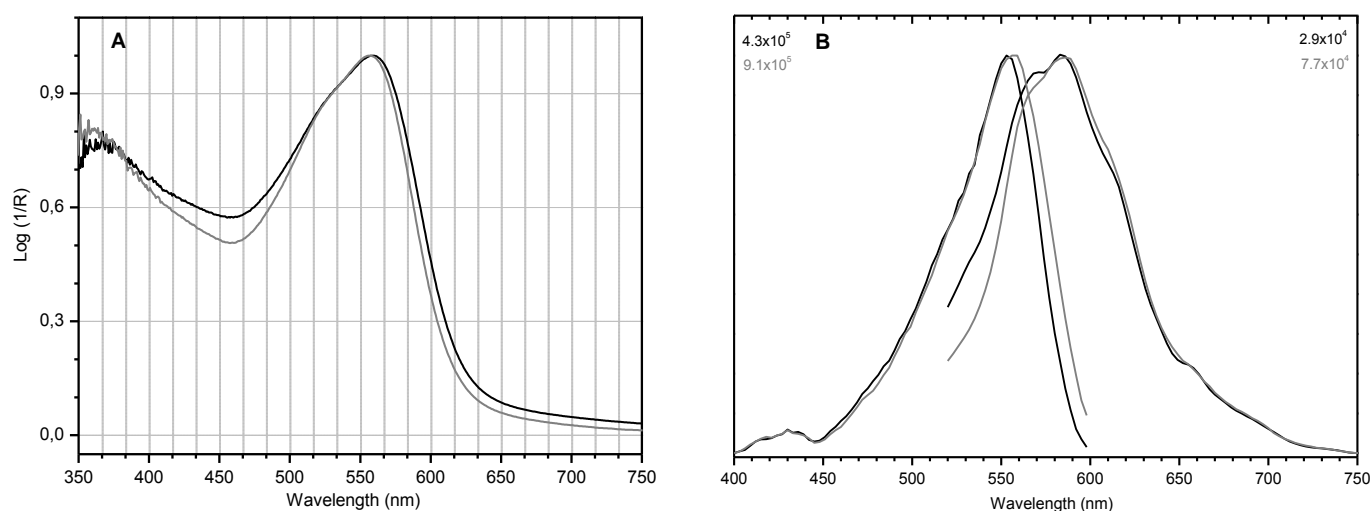 A
0,9
0,6
0,3
0,0
Log (1/R)
350 400 450 500 550 600 650 700 750
Wavelength (nm)
4.3x10⁵ B 2.9x10⁴
9.1x10⁵ 7.7x10⁴
400 450 500 550 600 650 700 750
Wavelength (nm)